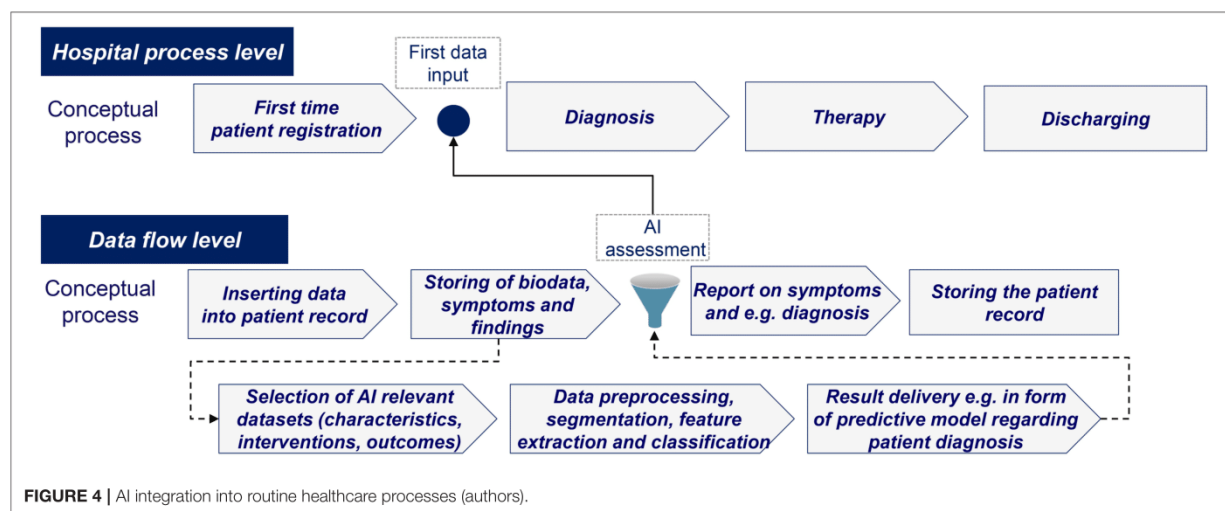 Hospital process level
First data
input
Conceptual
process
First time
patient registration
Diagnosis
Therapy
Discharging
Data flow level
AI
assessment
Conceptual
process
Inserting data
into patient record
Storing of biodata,
symptoms and
findings
Report on symptoms
and e.g. diagnosis
Storing the patient
record
Selection of AI relevant
datasets (characteristics,
interventions, outcomes)
Data preprocessing,
segmentation, feature
extraction and classification
Result delivery e.g. in form
of predictive model regarding
patient diagnosis
FIGURE 4 | AI integration into routine healthcare processes (authors).